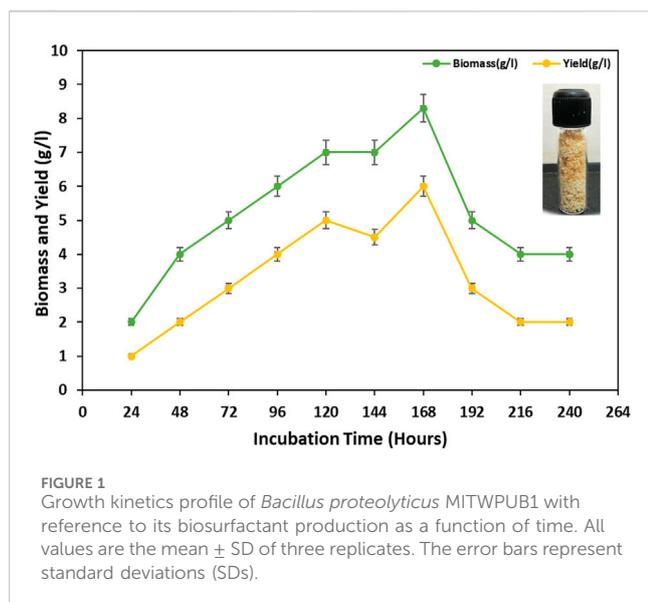 10
9
8
7
6
5
4
3
2
1
0
Biomass and Yield (g/l)
Biomass(g/l) Yield(g/l)
0 24 48 72 96 120 144 168 192 216 240 264
Incubation Time (Hours)
FIGURE 1
Growth kinetics profile of Bacillus proteolyticus MITWPUB1 with
reference to its biosurfactant production as a function of time. All
values are the mean ± SD of three replicates. The error bars represent
standard deviations (SDs).